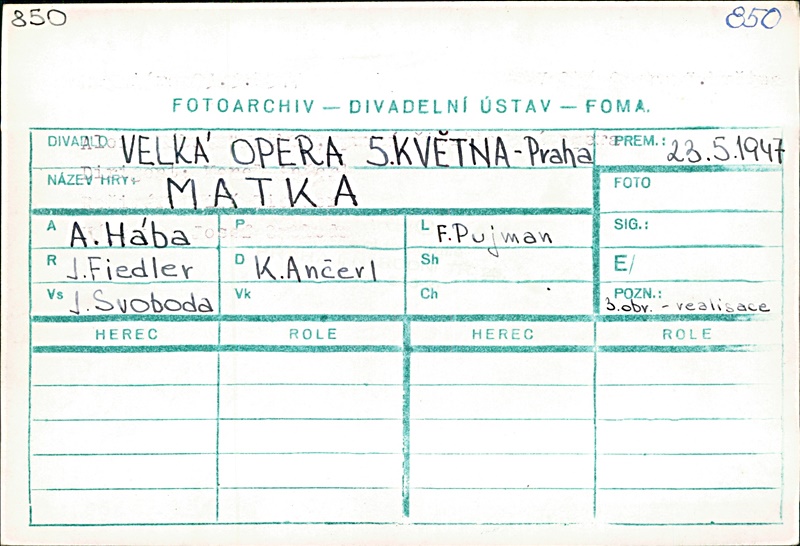 850 850
FOTOARCHIV — DIVADELNÍ ÚSTAV — FOMA.
DIVADLO VELKÁ OPERA 5.KVĚTNA-Praha PREM.: 23.5.1947
NÁZEV HRY: MATKA FOTO
A A.Hába P L F.Pujman SIG.:
R J.Fiedler D K.Ančerl Sh E/
Vs J.Svoboda Vk Ch POZN.: 3.obr. - realisace
HEREC ROLE HEREC ROLE